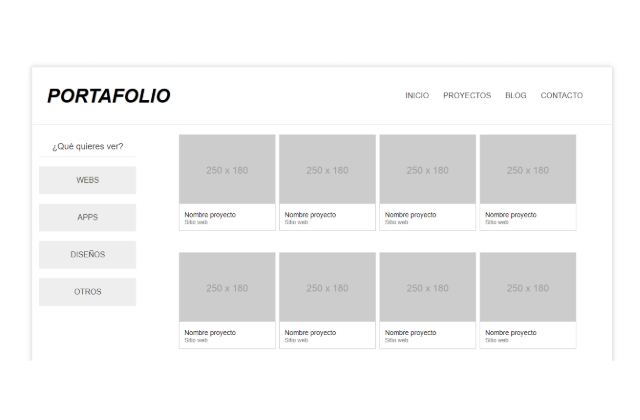 PORTAFOLIO
INICIO PROYECTOS BLOG CONTACTO
¿Qué quieres ver?
WEBS
APPS
DISEÑOS
OTROS
250 x 180 250 x 180 250 x 180 250 x 180
Nombre proyecto Nombre proyecto Nombre proyecto Nombre proyecto
Sitio web Sitio web Sitio web Sitio web
250 x 180 250 x 180 250 x 180 250 x 180
Nombre proyecto Nombre proyecto Nombre proyecto Nombre proyecto
Sitio web Sitio web Sitio web Sitio web